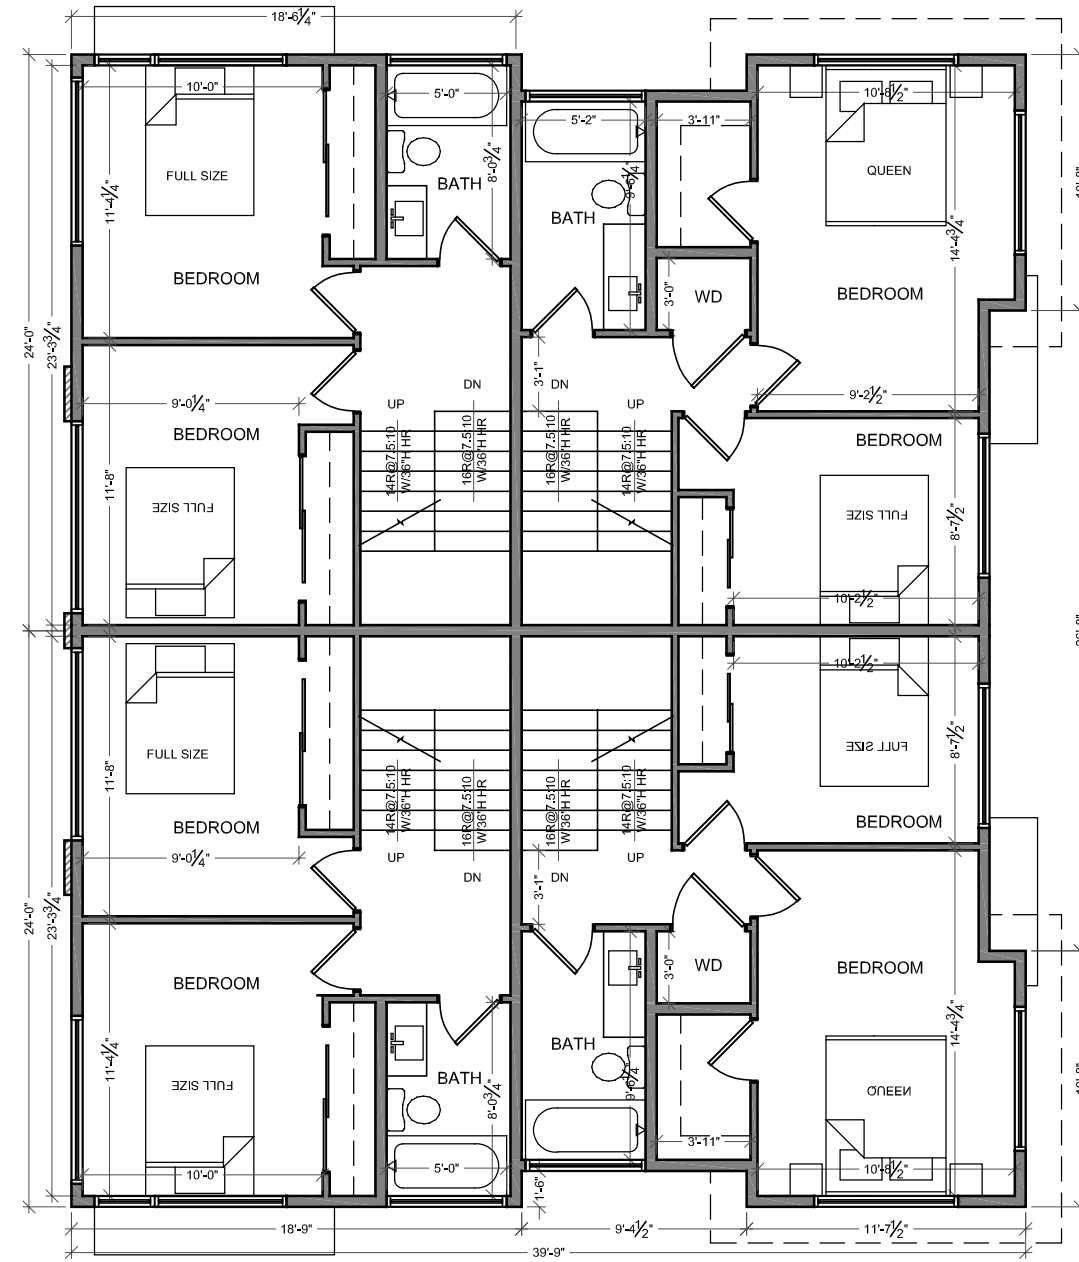 18'-6¼"
10'-0"
5'-0"
5'-2"
3'-11"
10'-8½"
FULL SIZE
QUEEN
BATH
8'-0¾"
9'-6¼"
11'-4¼"
BATH
14'-4¾"
BEDROOM
BEDROOM
WD
3'-0"
24'-0"
23'-3¾"
3'-1"
DN
DN
UP
UP
9'-0¼"
9'-2½"
BEDROOM
BEDROOM
14R@7.5:10
W/36"H HR
16R@7.5:10
W/36"H HR
16R@7.5:10
W/36"H HR
14R@7.5:10
W/36"H HR
11'-8"
FULL SIZE
FULL SIZE
8'-7½"
10'-2½"
10'-2½"
FULL SIZE
FULL SIZE
8'-7½"
11'-8"
14R@7.5:10
W/36"H HR
16R@7.5:10
W/36"H HR
16R@7.5:10
W/36"H HR
14R@7.5:10
W/36"H HR
BEDROOM
BEDROOM
9'-0¼"
UP
UP
DN
DN
3'-1"
24'-0"
23'-3¾"
BEDROOM
WD
3'-0"
BEDROOM
BATH
14'-4¾"
11'-4¼"
FULL SIZE
BATH
8'-0¾"
9'-6¼"
QUEEN
3'-11"
10'-0"
5'-0"
10'-8½"
1'-6"
18'-9"
9'-4½"
11'-7½"
39'-9"